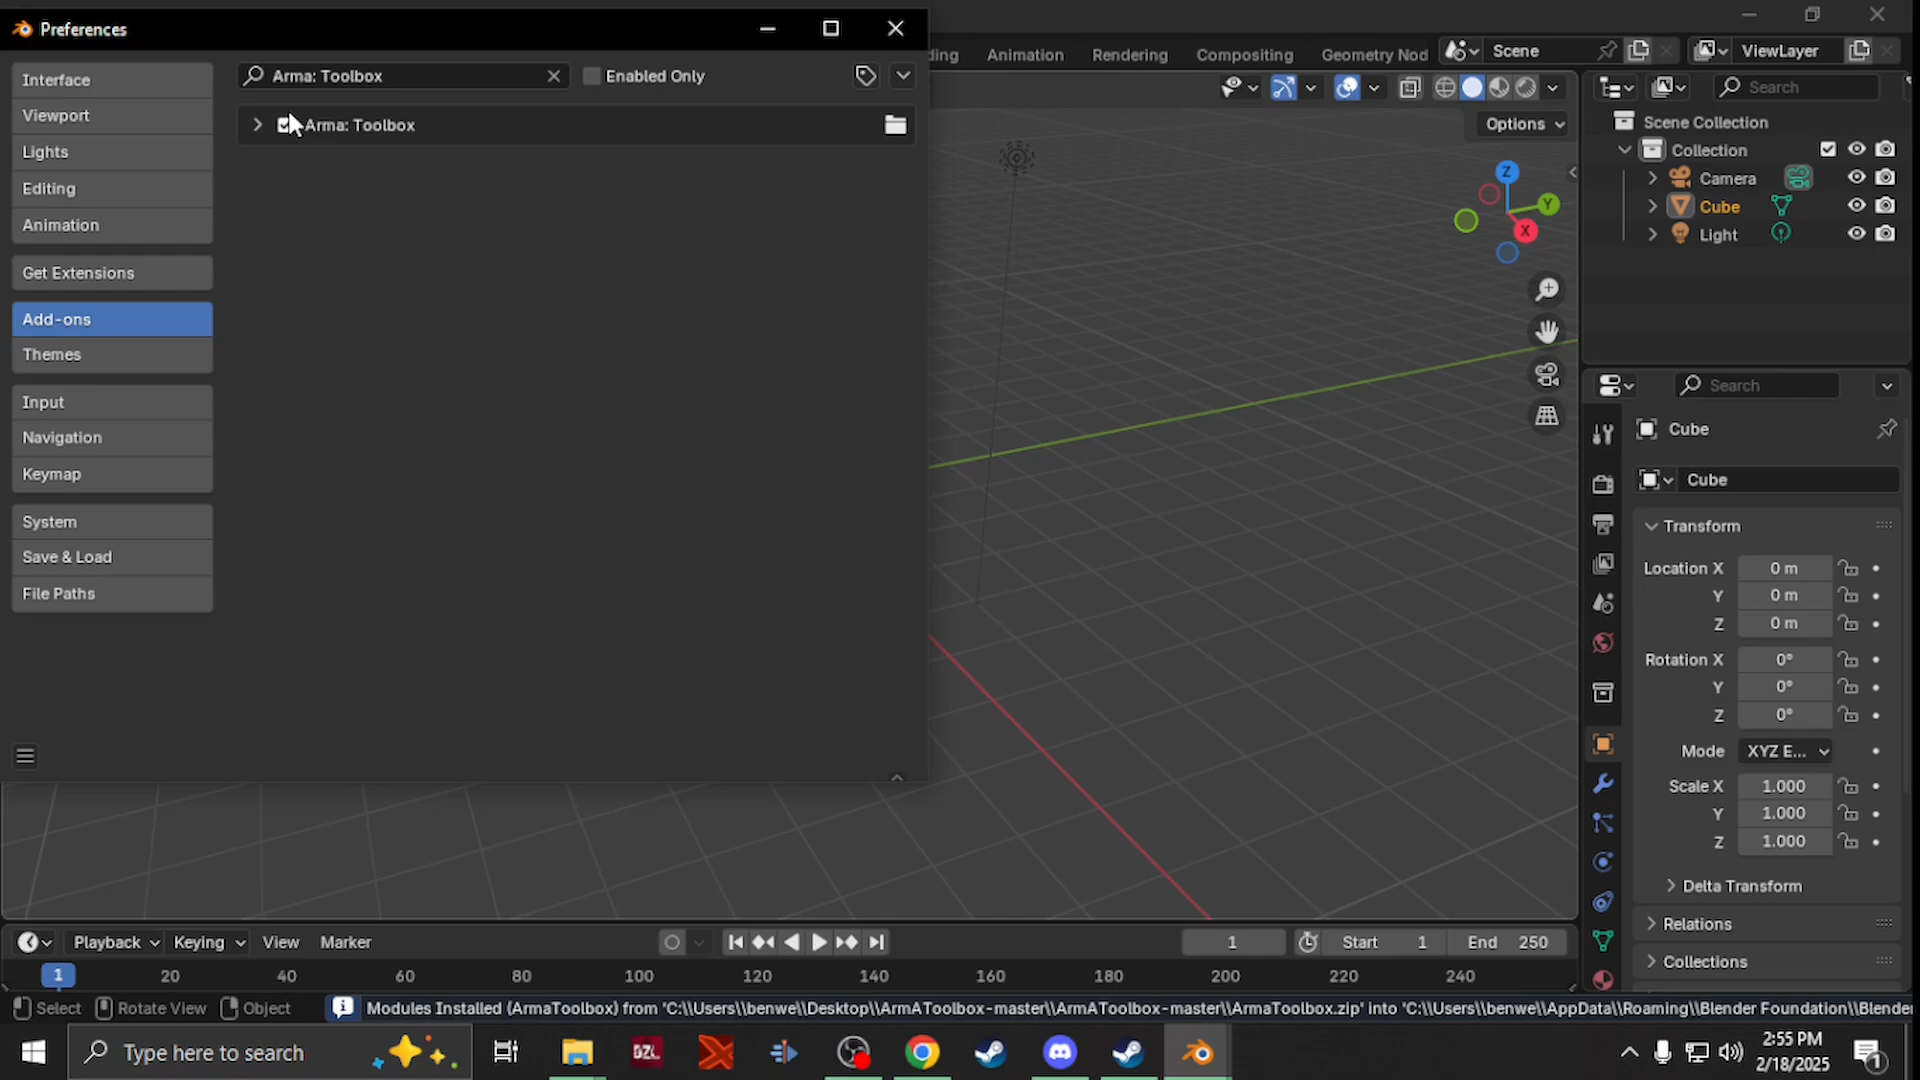 Preferences
Interface
Viewport
Lights
Editing
Animation
Get Extensions
Add-ons
Themes
Input
Navigation
Keymap
System
Save & Load
File Paths
Arma: Toolbox
Enabled Only
Arma: Toolbox
ding
Animation
Rendering
Compositing
Geometry Nod
Scene
ViewLayer
Options
Z
Y
X
Search
Scene Collection
Collection
Camera
Cube
Light
Search
Cube
Cube
Transform
Location X 0 m
Y 0 m
Z 0 m
Rotation X 0°
Y 0°
Z 0°
Mode XYZ E...
Scale X 1.000
Y 1.000
Z 1.000
Delta Transform
Relations
Collections
Playback Keying View Marker 1 Start 1 End 250
1 20 40 60 80 100 120 140 160 180 200 220 240
Select Rotate View Object Modules Installed (ArmaToolbox) from 'C:\\Users\\benwe\\Desktop\\ArmAToolbox-master\\ArmAToolbox-master\\ArmaToolbox.zip" into "C:\\Users\\benwe\\AppData\\Roaming\\Blender Foundation\\Blender
Type here to search
DZL
2:55 PM
2/18/2025
1